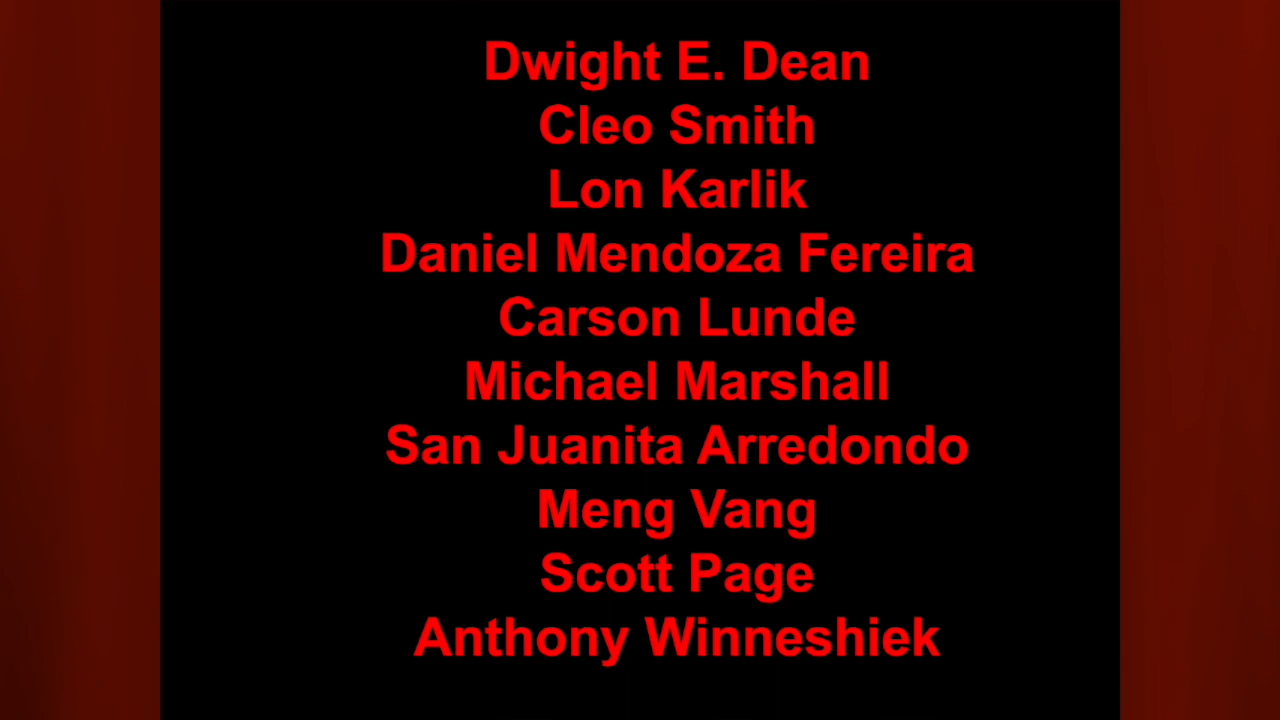 Dwight E. Dean
Cleo Smith
Lon Karlik
Daniel Mendoza Fereira
Carson Lunde
Michael Marshall
San Juanita Arredondo
Meng Vang
Scott Page
Anthony Winneshiek